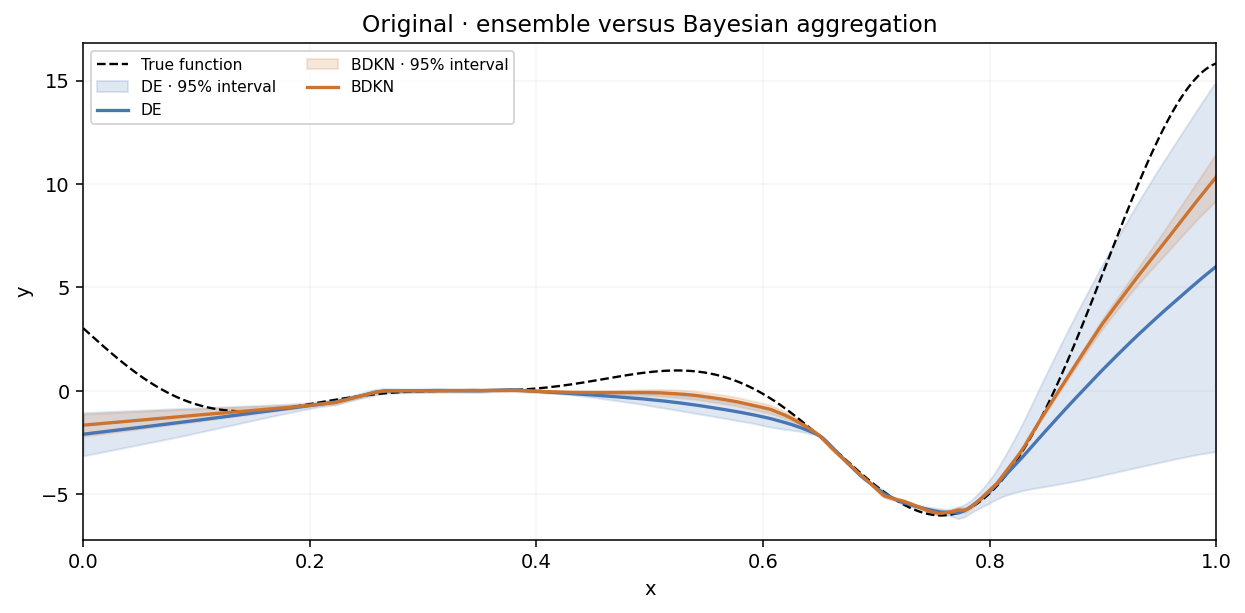 Original · ensemble versus Bayesian aggregation
True function
DE · 95% interval
DE
BDKN · 95% interval
BDKN
y
15
10
5
0
−5
0.0
0.2
0.4
0.6
0.8
1.0
x